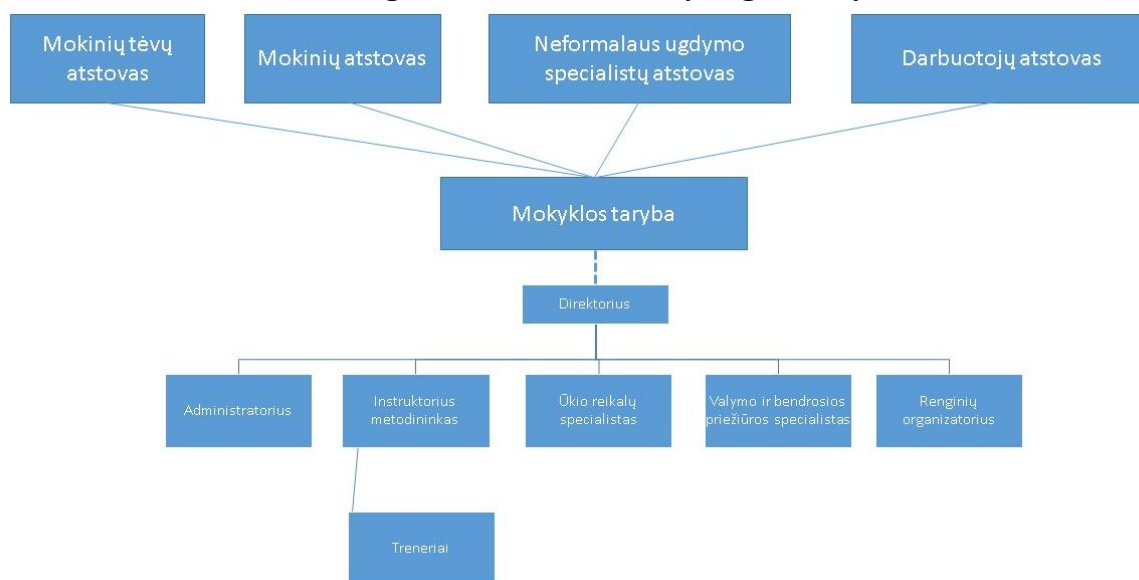 Mokinių tėvų
atstovas
Mokinių atstovas
Neformalaus ugdymo
specialistų atstovas
Darbuotojų atstovas
Mokyklos taryba
Direktorius
Administratorius
Instruktorius
metodininkas
Ūkio reikalų
specialistas
Valymo ir bendrosios
priežiūros specialistas
Renginių
organizatorius
Treneriai